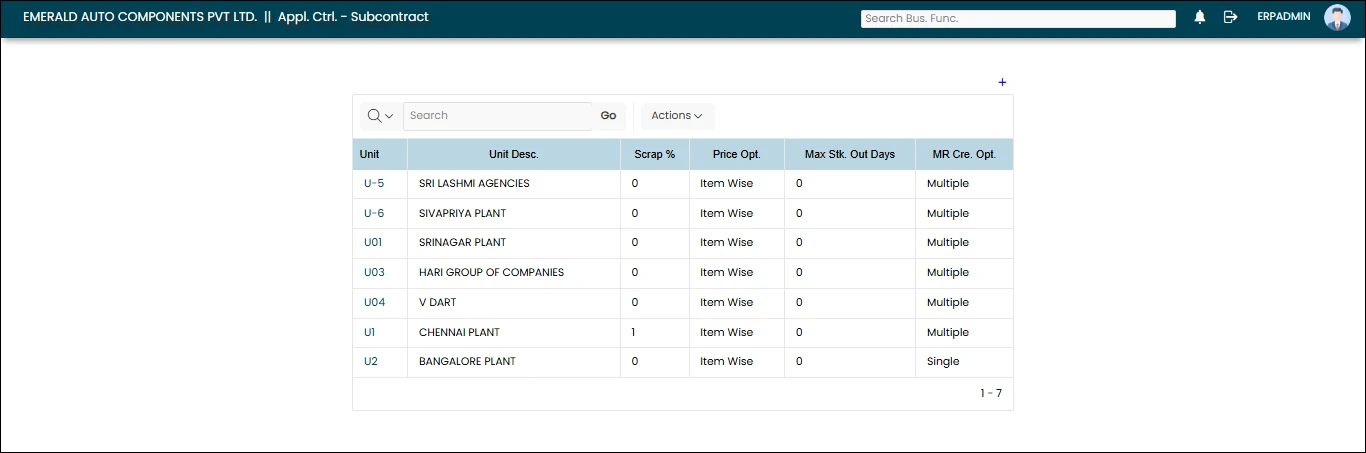 EMERALD AUTO COMPONENTS PVT LTD. || Appl. Ctrl. - Subcontract Search Bus. Func. ERPADMIN
+
Search Go Actions
Unit Unit Desc. Scrap % Price Opt. Max Stk. Out Days MR Cre. Opt.
U-5 SRI LASHMI AGENCIES 0 Item Wise 0 Multiple
U-6 SIVAPRIYA PLANT 0 Item Wise 0 Multiple
U01 SRINAGAR PLANT 0 Item Wise 0 Multiple
U03 HARI GROUP OF COMPANIES 0 Item Wise 0 Multiple
U04 V DART 0 Item Wise 0 Multiple
U1 CHENNAI PLANT 1 Item Wise 0 Multiple
U2 BANGALORE PLANT 0 Item Wise 0 Single
1 - 7